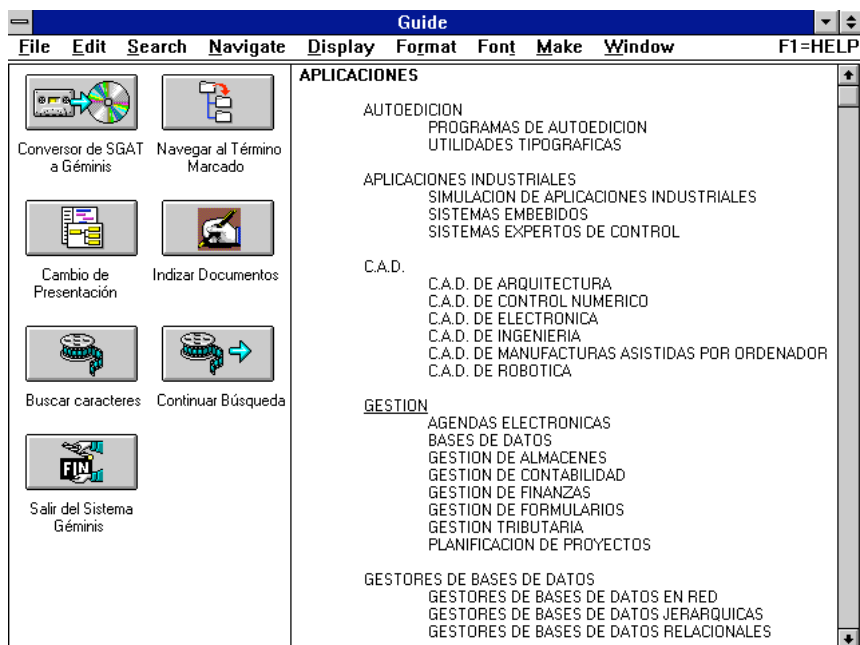 Guide
File Edit Search Navigate Display Format Font Make Window F1=HELP
Conversor de SGAT
a Géminis
Navegar al Término
Marcado
Cambio de
Presentación
Indizar Documentos
Buscar caracteres
Continuar Búsqueda
FIN
Salir del Sistema
Géminis
APLICACIONES
AUTOEDICION
PROGRAMAS DE AUTOEDICION
UTILIDADES TIPOGRAFICAS
APLICACIONES INDUSTRIALES
SIMULACION DE APLICACIONES INDUSTRIALES
SISTEMAS EMBEBIDOS
SISTEMAS EXPERTOS DE CONTROL
C.A.D.
C.A.D. DE ARQUITECTURA
C.A.D. DE CONTROL NUMERICO
C.A.D. DE ELECTRONICA
C.A.D. DE INGENIERIA
C.A.D. DE MANUFACTURAS ASISTIDAS POR ORDENADOR
C.A.D. DE ROBOTICA
GESTION
AGENDAS ELECTRONICAS
BASES DE DATOS
GESTION DE ALMACENES
GESTION DE CONTABILIDAD
GESTION DE FINANZAS
GESTION DE FORMULARIOS
GESTION TRIBUTARIA
PLANIFICACION DE PROYECTOS
GESTORES DE BASES DE DATOS
GESTORES DE BASES DE DATOS EN RED
GESTORES DE BASES DE DATOS JERARQUICAS
GESTORES DE BASES DE DATOS RELACIONALES